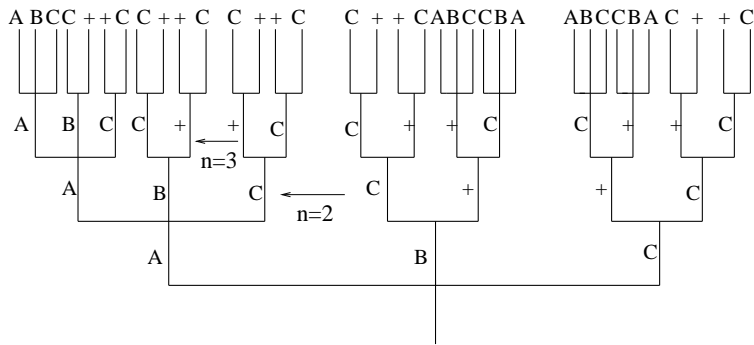 A B C C + + C C + + C C + + C C + + C A B C C B A A B C C B A C + + C
A B C C + + C C + + C C + + C
n=3
A B C C + + C
n=2
A B C